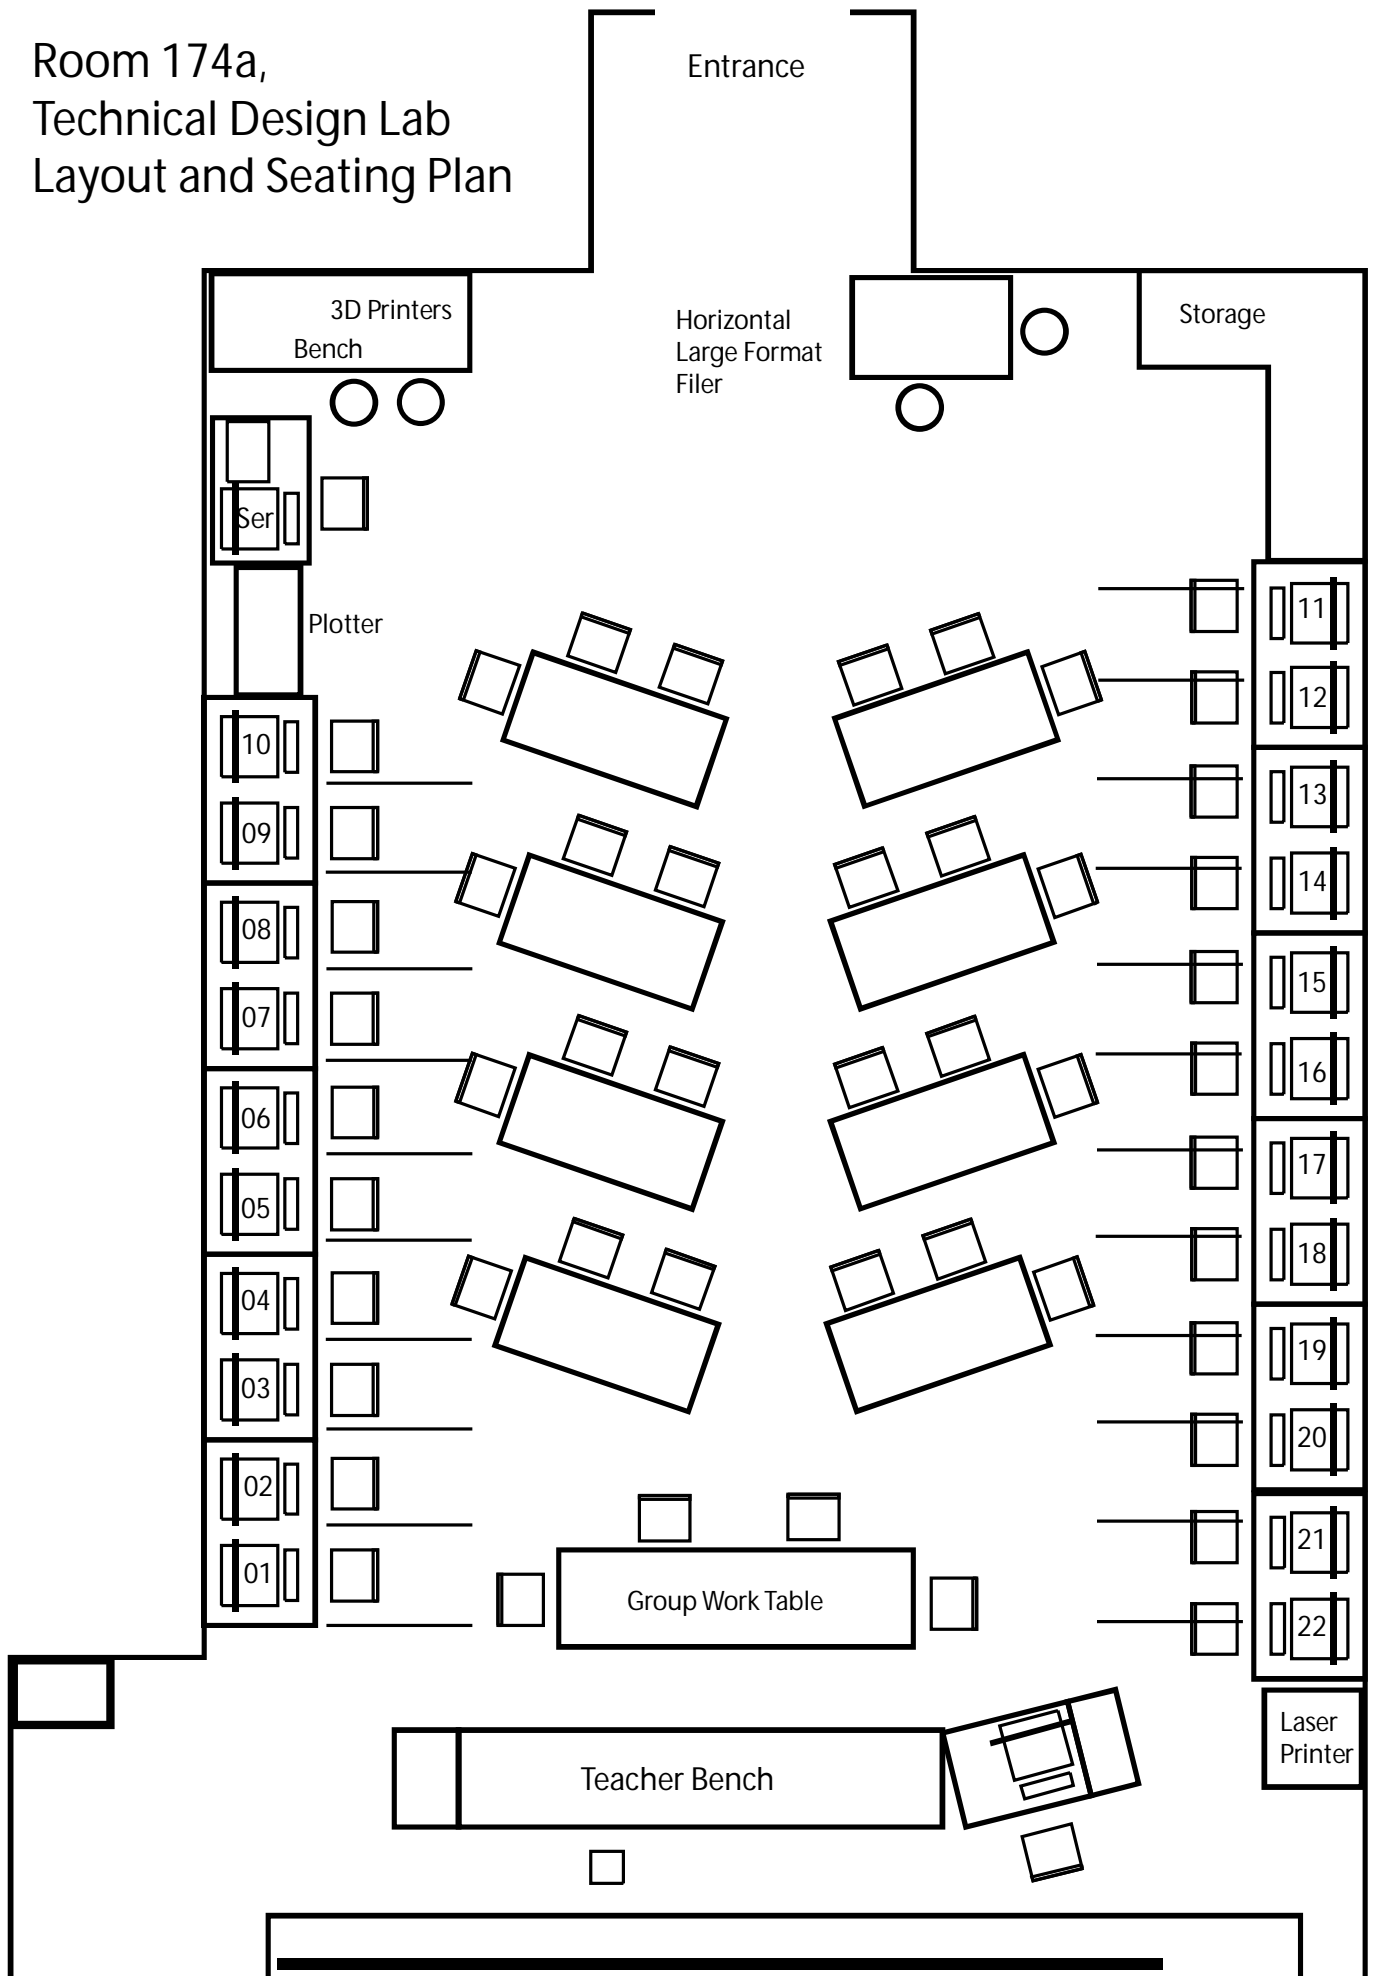 Room 174a,
Technical Design Lab
Layout and Seating Plan
Entrance
3D Printers
Bench
Horizontal
Large Format
Filer
Storage
Ser
Plotter
10
09
08
07
06
05
04
03
02
01
11
12
13
14
15
16
17
18
19
20
21
22
Group Work Table
Teacher Bench
Laser
Printer